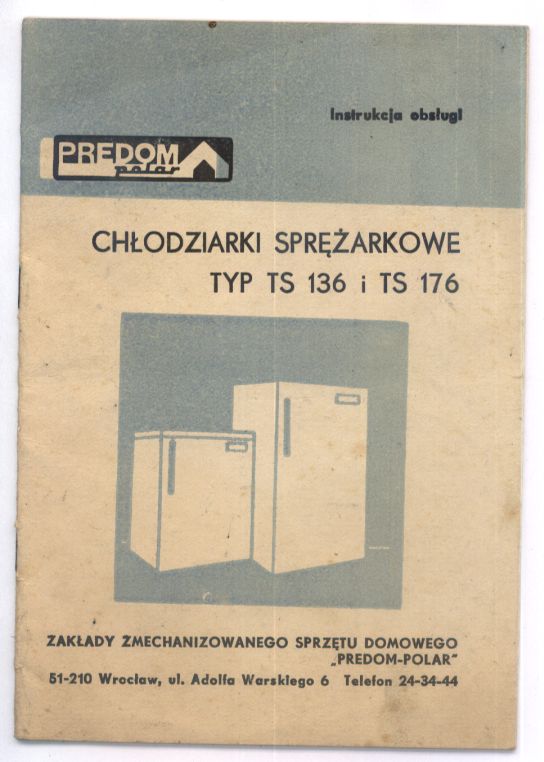 Instrukcja obsługi
PREDOM
polar
CHŁODZIARKI SPRĘŻARKOWE
TYP TS 136 i TS 176
ZAKŁADY ZMECHANIZOWANEGO SPRZĘTU DOMOWEGO
„PREDOM-POLAR"
51-210 Wrocław, ul. Adolfa Warskiego 6 Telefon 24-34-44